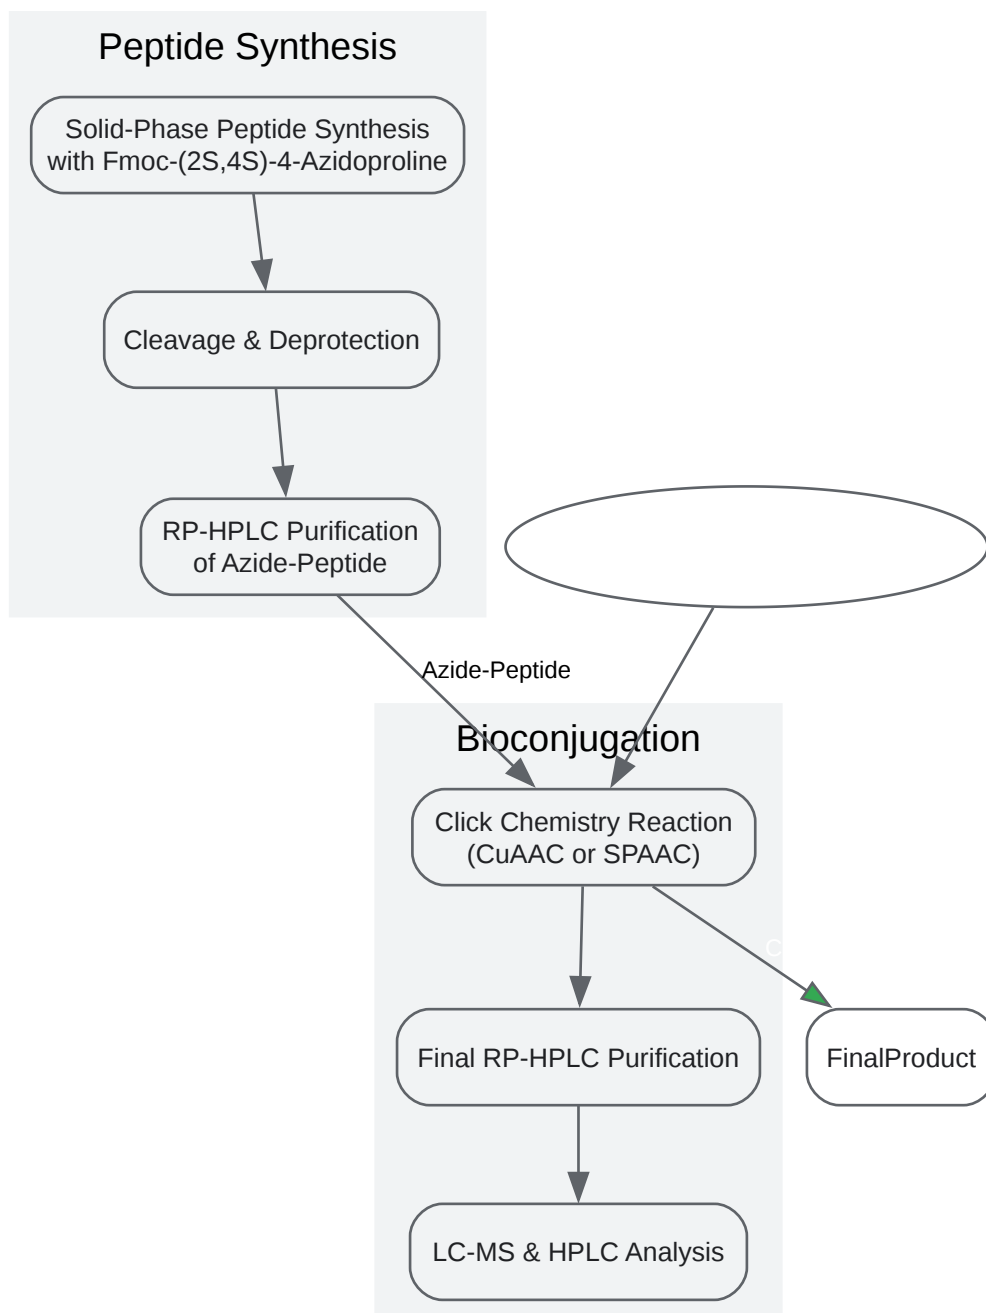 Peptide Synthesis
Solid-Phase Peptide Synthesis
with Fmoc-(2S,4S)-4-Azidoproline
Cleavage & Deprotection
RP-HPLC Purification
of Azide-Peptide
Azide-Peptide
Bioconjugation
Click Chemistry Reaction
(CuAAC or SPAAC)
C
Final RP-HPLC Purification
FinalProduct
LC-MS & HPLC Analysis